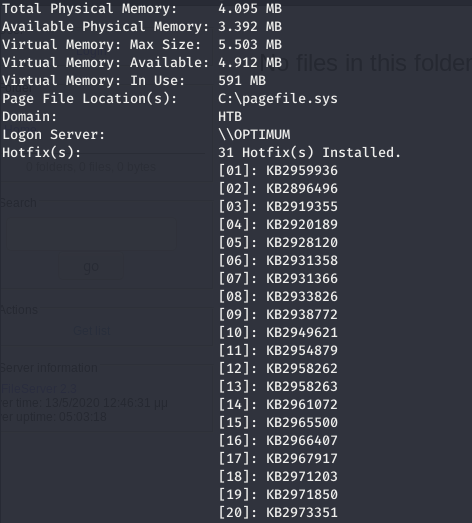 Total Physical Memory:     4.095 MB
Available Physical Memory: 3.392 MB
Virtual Memory: Max Size:  5.503 MB
Virtual Memory: Available: 4.912 MB
No files in this folder
Virtual Memory: In Use:    591 MB
Page File Location(s):     C:\pagefile.sys
Domain:                    HTB
Logon Server:              \\OPTIMUM
Hotfix(s):                 31 Hotfix(s) Installed.
[01]: KB2959936
[02]: KB2896496
Search
[03]: KB2919355
[04]: KB2920189
[05]: KB2928120
go
[06]: KB2931358
[07]: KB2931366
[08]: KB2933826
Actions
[09]: KB2938772
[10]: KB2949621
[11]: KB2954879
Server information
[12]: KB2958262
[13]: KB2958263
er time: 13/5/2020 12:46:31 μμ
[14]: KB2961072
er uptime: 05:03:18
[15]: KB2965500
[16]: KB2966407
[17]: KB2967917
[18]: KB2971203
[19]: KB2971850
[20]: KB2973351